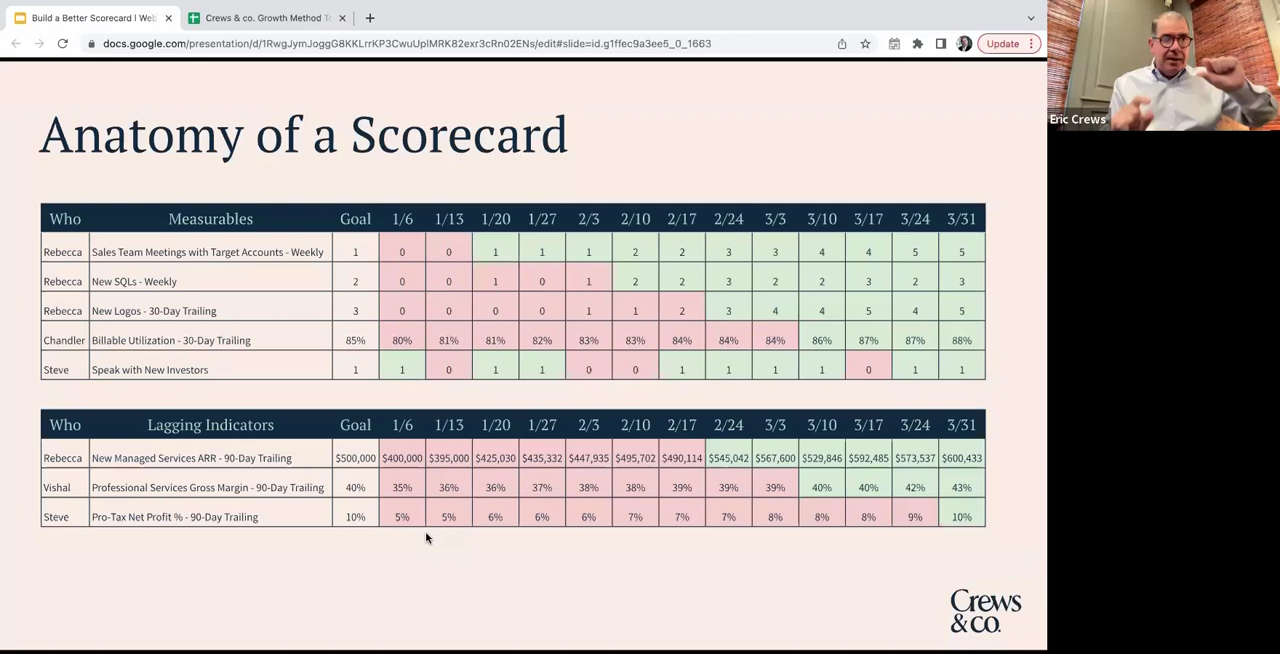 Build a Better Scorecard I Web
Crews & co. Growth Method T
docs.google.com/presentation/d/1RwgJymJoggG8KKLrrKP3CwuUplMRK82exr3cRn02ENs/edit#slide=id.g1ffec9a3ee5_0_1663
Update
Eric Crews
Anatomy of a Scorecard
Who Measurables Goal 1/6 1/13 1/20 1/27 2/3 2/10 2/17 2/24 3/3 3/10 3/17 3/24 3/31
Rebecca Sales Team Meetings with Target Accounts - Weekly 1 0 0 1 1 1 2 2 3 3 4 4 5 5
Rebecca New SQLs - Weekly 2 0 0 1 0 1 2 2 3 2 2 3 2 3
Rebecca New Logos - 30-Day Trailing 3 0 0 0 0 1 1 2 3 4 4 5 4 5
Chandler Billable Utilization - 30-Day Trailing 85% 80% 81% 81% 82% 83% 83% 84% 84% 84% 86% 87% 87% 88%
Steve Speak with New Investors 1 1 0 1 1 0 0 1 1 1 1 0 1 1
Who Lagging Indicators Goal 1/6 1/13 1/20 1/27 2/3 2/10 2/17 2/24 3/3 3/10 3/17 3/24 3/31
Rebecca New Managed Services ARR - 90-Day Trailing $500,000 $400,000 $395,000 $425,030 $435,332 $447,935 $495,702 $490,114 $545,042 $567,600 $529,846 $592,485 $573,537 $600,433
Vishal Professional Services Gross Margin - 90-Day Trailing 40% 35% 36% 36% 37% 38% 38% 39% 39% 39% 40% 40% 42% 43%
Steve Pro-Tax Net Profit % - 90-Day Trailing 10% 5% 5% 6% 6% 6% 7% 7% 7% 8% 8% 8% 9% 10%
Crews
& co.